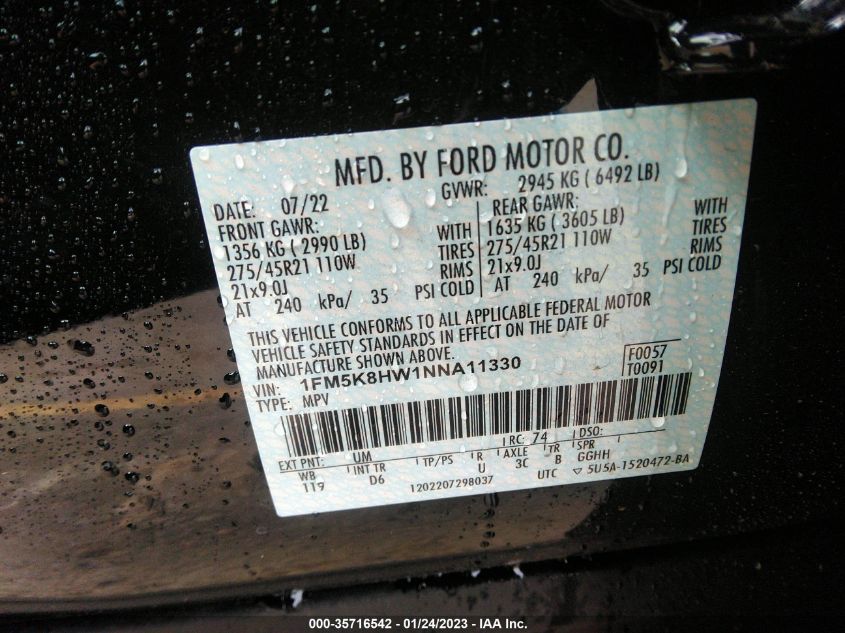 MFD. BY FORD MOTOR CO.
DATE: 07/22 GVWR: 2945 KG ( 6492 LB)
FRONT GAWR: REAR GAWR:
1356 KG ( 2990 LB) WITH 1635 KG ( 3605 LB) WITH
275/45R21 110W TIRES 275/45R21 110W TIRES
21x9.0J RIMS 21x9.0J RIMS
AT 240 kPa/ 35 PSI COLD AT 240 kPa/ 35 PSI COLD
THIS VEHICLE CONFORMS TO ALL APPLICABLE FEDERAL MOTOR
VEHICLE SAFETY STANDARDS IN EFFECT ON THE DATE OF
MANUFACTURE SHOWN ABOVE.
VIN: 1FM5K8HW1NNA11330 F0057
TYPE: MPV T0091
EXT PNT: UM RC: 74 DSO:
WB INT TR TP/PS R AXLE TR SPR
119 D6 U 3C B GGHH
1202207298037 UTC ▽ 5U5A-1520472-BA
000-35716542 - 01/24/2023 - IAA Inc.